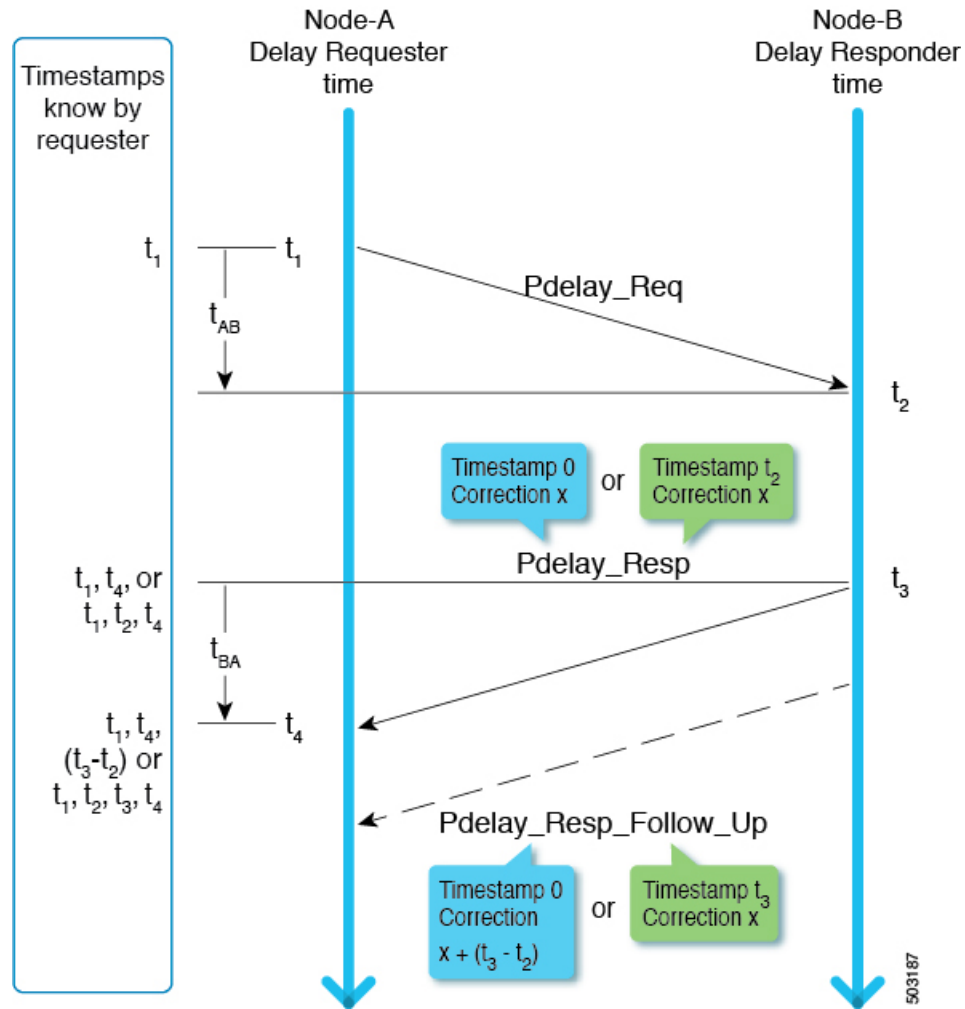 Node-A
Delay Requester
time
Node-B
Delay Responder
time
Timestamps
know by
requester
t₁
t₁
Pdelay_Req
t_AB
t₂
Timestamp 0
Correction x
or
Timestamp t₂
Correction x
Pdelay_Resp
t₁, t₄, or
t₁, t₂, t₄
t₃
t_BA
t₁, t₄,
(t₃-t₂) or
t₁, t₂, t₃, t₄
t₄
Pdelay_Resp_Follow_Up
Timestamp 0
Correction
x + (t₃ - t₂)
or
Timestamp t₃
Correction x
503187